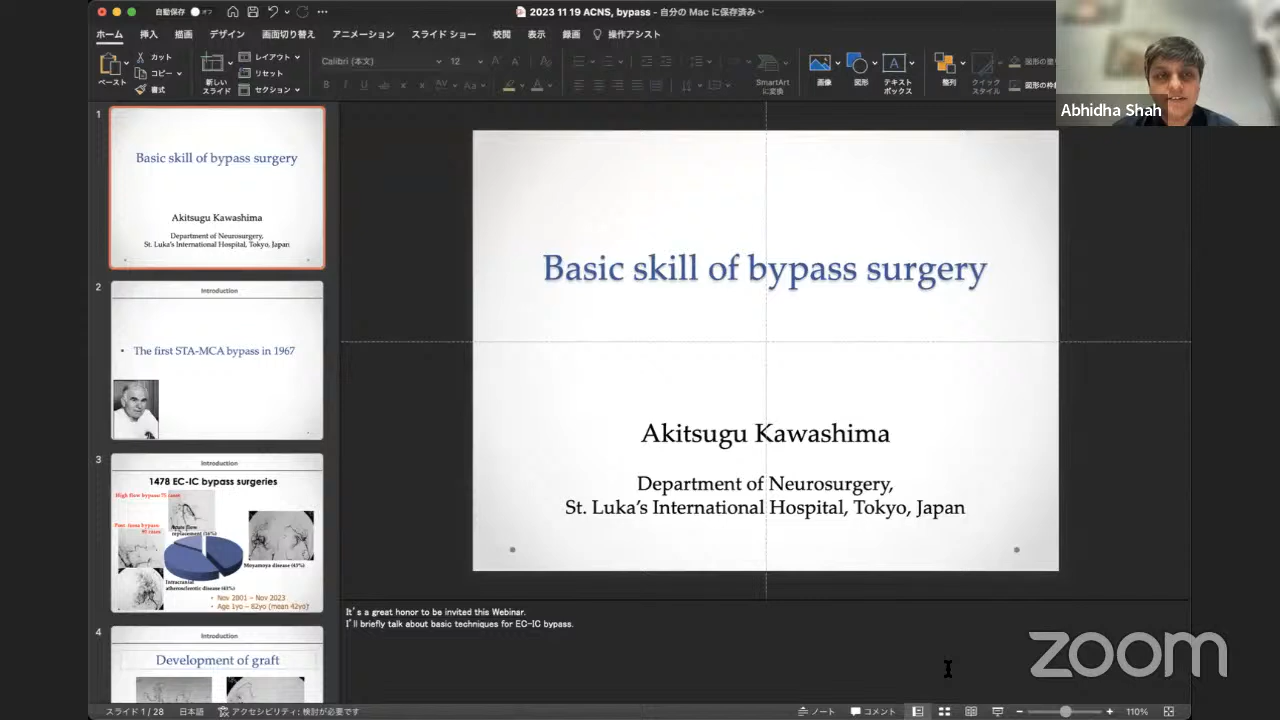 自動保存 オフ
2023 11 19 ACNS, bypass - 自分の Mac に保存済み
ホーム 挿入 描画 デザイン 画面切り替え アニメーション スライド ショー 校閲 表示 録画 操作アシスト
ペースト カット コピー 書式
新しい
スライド
レイアウト
リセット
セクション
Calibri (本文) 12
SmartArt
に変換
画像 図形 テキスト
ボックス
整列 クイック
スタイル
Abhidha Shah
1
Basic skill of bypass surgery
Akitsugu Kawashima
Department of Neurosurgery,
St. Luka's International Hospital, Tokyo, Japan
2
Introduction
• The first STA-MCA bypass in 1967
3
Introduction
1478 EC-IC bypass surgeries
High flow bypass 75 cases
Moyamoya disease (43%)
Intracranial
atherosclerotic disease (41%)
• Nov 2001 – Nov 2023
• Age 1yo – 82yo (mean 42yo)
4
Introduction
Development of graft
Basic skill of bypass surgery
Akitsugu Kawashima
Department of Neurosurgery,
St. Luka's International Hospital, Tokyo, Japan
It's a great honor to be invited this Webinar.
I'll briefly talk about basic techniques for EC-IC bypass.
zoom
スライド 1 / 28 日本語 アクセシビリティ: 検討が必要です ノート コメント 110%